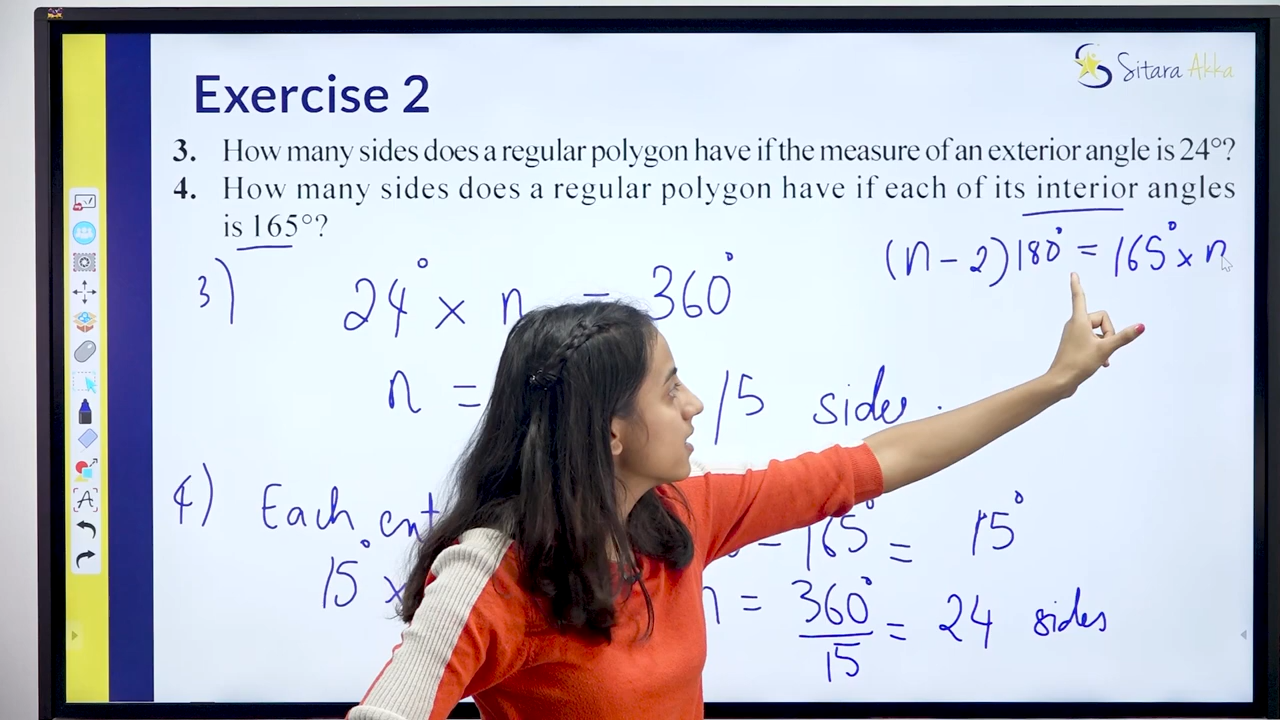 Sitara Akka
Exercise 2
3. How many sides does a regular polygon have if the measure of an exterior angle is 24°?
4. How many sides does a regular polygon have if each of its interior angles
is 165°?
(n - 2) 180° = 165° x n
3) 24° x n = 360°
n = 15 sides.
4) Each - 165° = 15°
15° x n = 360° / 15 = 24 sides
A